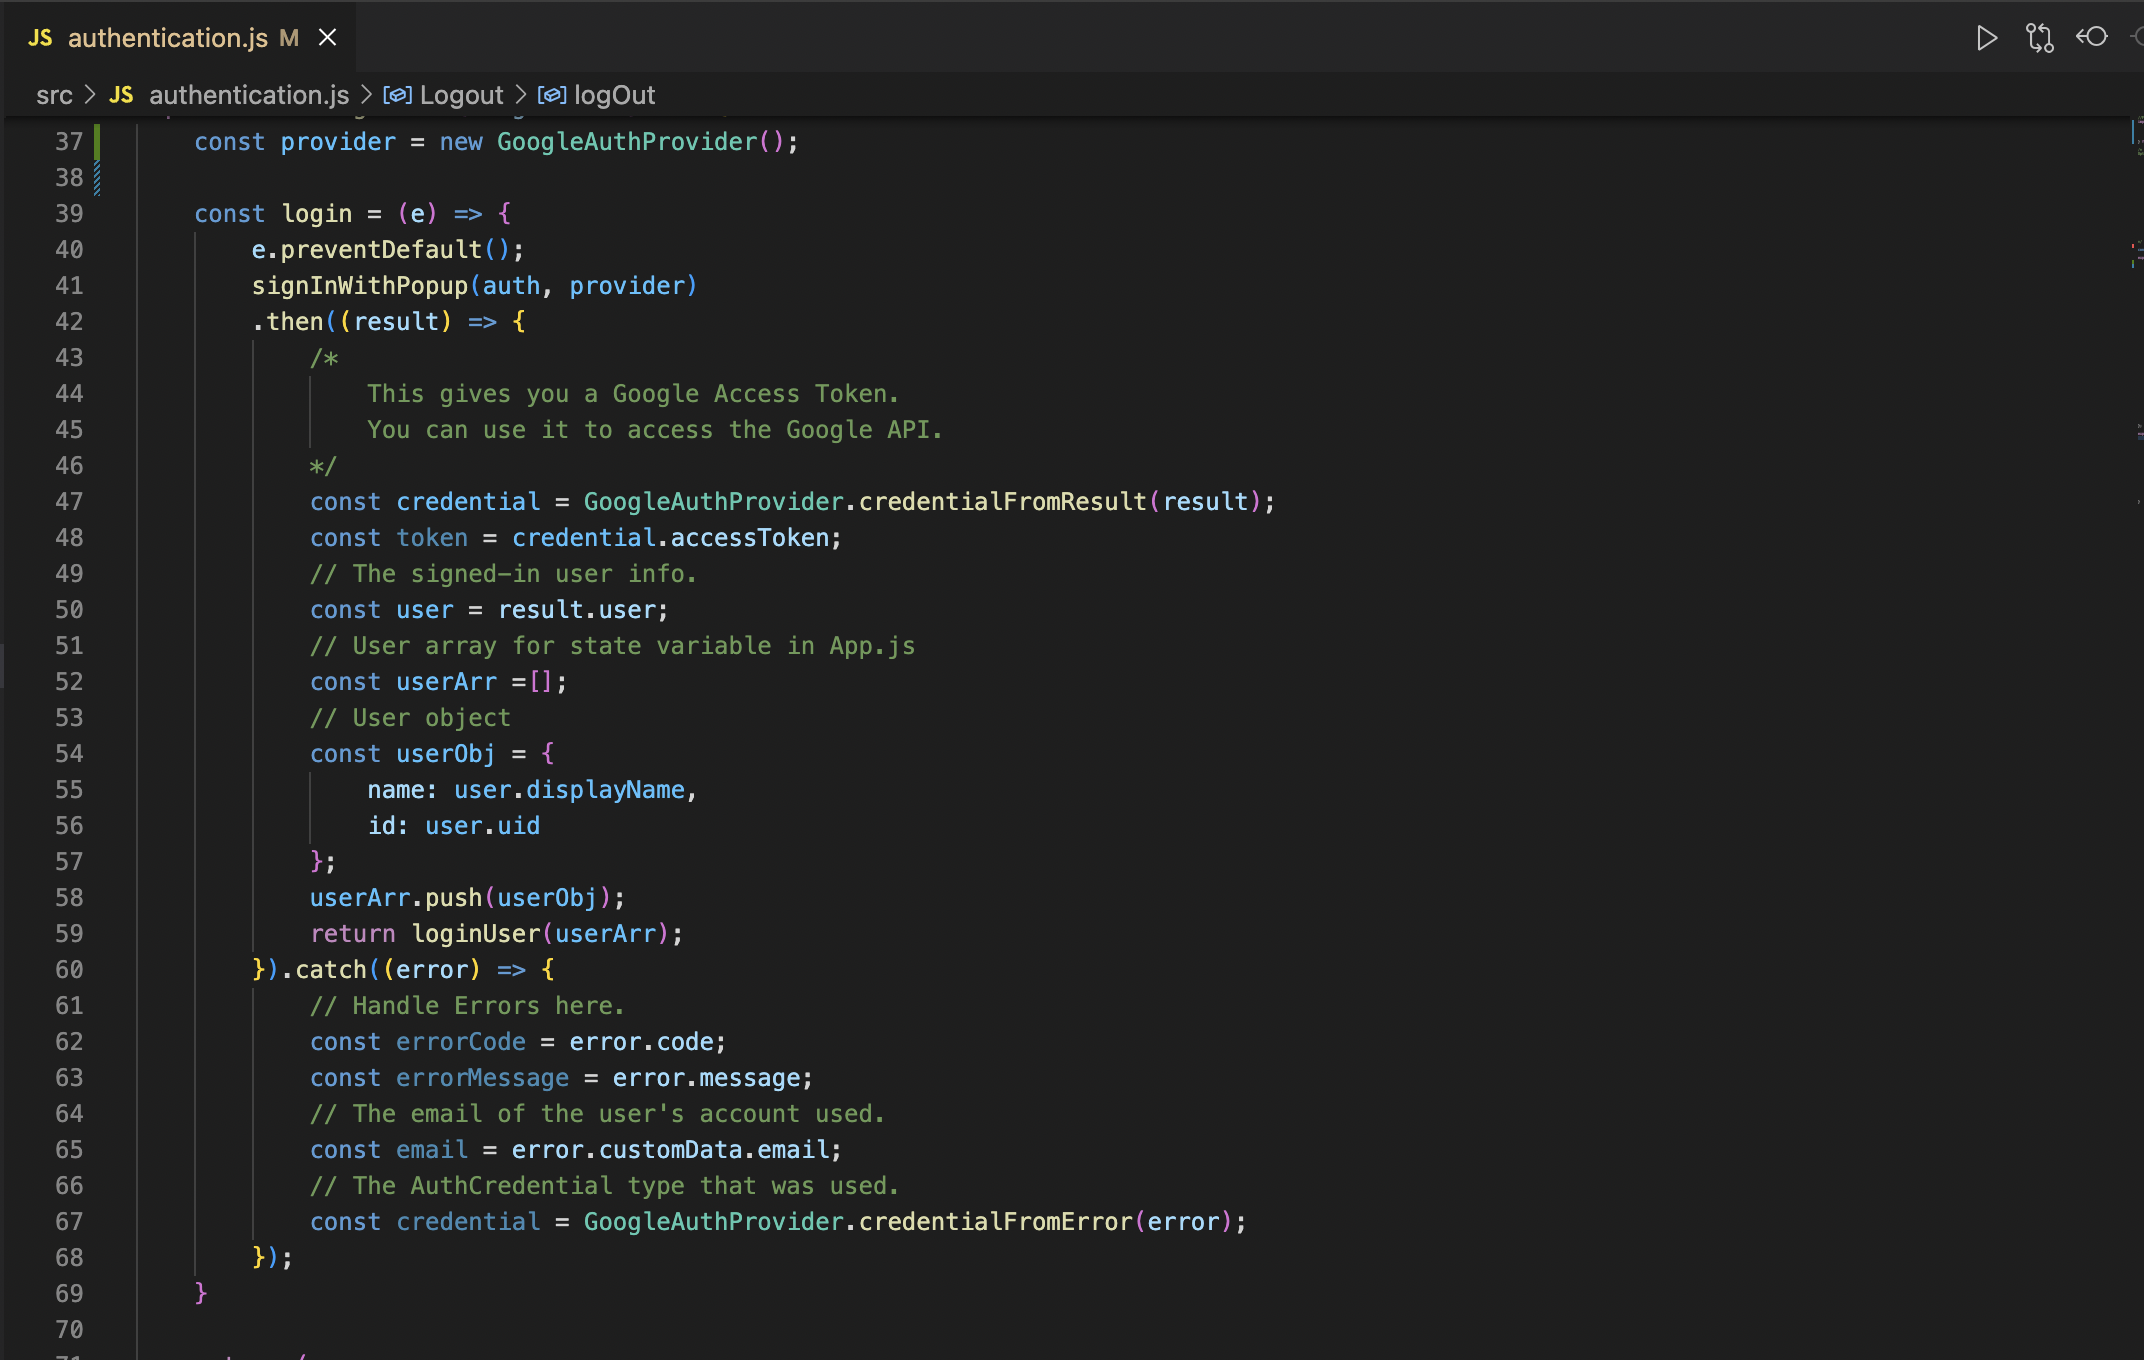 JS authentication.js M
src > JS authentication.js > Logout > logOut
37 const provider = new GoogleAuthProvider();
38
39 const login = (e) => {
40 e.preventDefault();
41 signInWithPopup(auth, provider)
42 .then((result) => {
43 /*
44 This gives you a Google Access Token.
45 You can use it to access the Google API.
46 */
47 const credential = GoogleAuthProvider.credentialFromResult(result);
48 const token = credential.accessToken;
49 // The signed-in user info.
50 const user = result.user;
51 // User array for state variable in App.js
52 const userArr =[];
53 // User object
54 const userObj = {
55 name: user.displayName,
56 id: user.uid
57 };
58 userArr.push(userObj);
59 return loginUser(userArr);
60 }).catch((error) => {
61 // Handle Errors here.
62 const errorCode = error.code;
63 const errorMessage = error.message;
64 // The email of the user's account used.
65 const email = error.customData.email;
66 // The AuthCredential type that was used.
67 const credential = GoogleAuthProvider.credentialFromError(error);
68 });
69 }
70